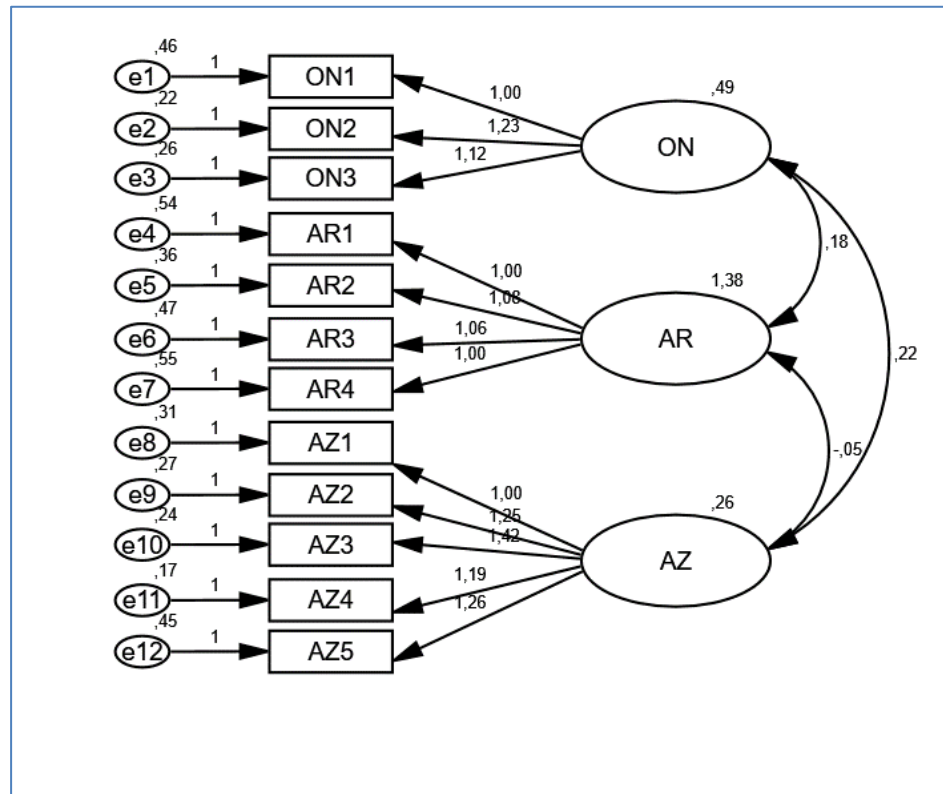 ,46
e1 1 ON1
,22
e2 1 ON2
,26
e3 1 ON3
,54
e4 1 AR1
,36
e5 1 AR2
,47
e6 1 AR3
,55
e7 1 AR4
,31
e8 1 AZ1
,27
e9 1 AZ2
,24
e10 1 AZ3
,17
e11 1 AZ4
,45
e12 1 AZ5
1,00
1,23
1,12
,49
ON
1,00
1,08
1,06
1,00
1,38
AR
1,00
1,25
1,42
1,19
1,26
,26
AZ
,18
,22
-,05